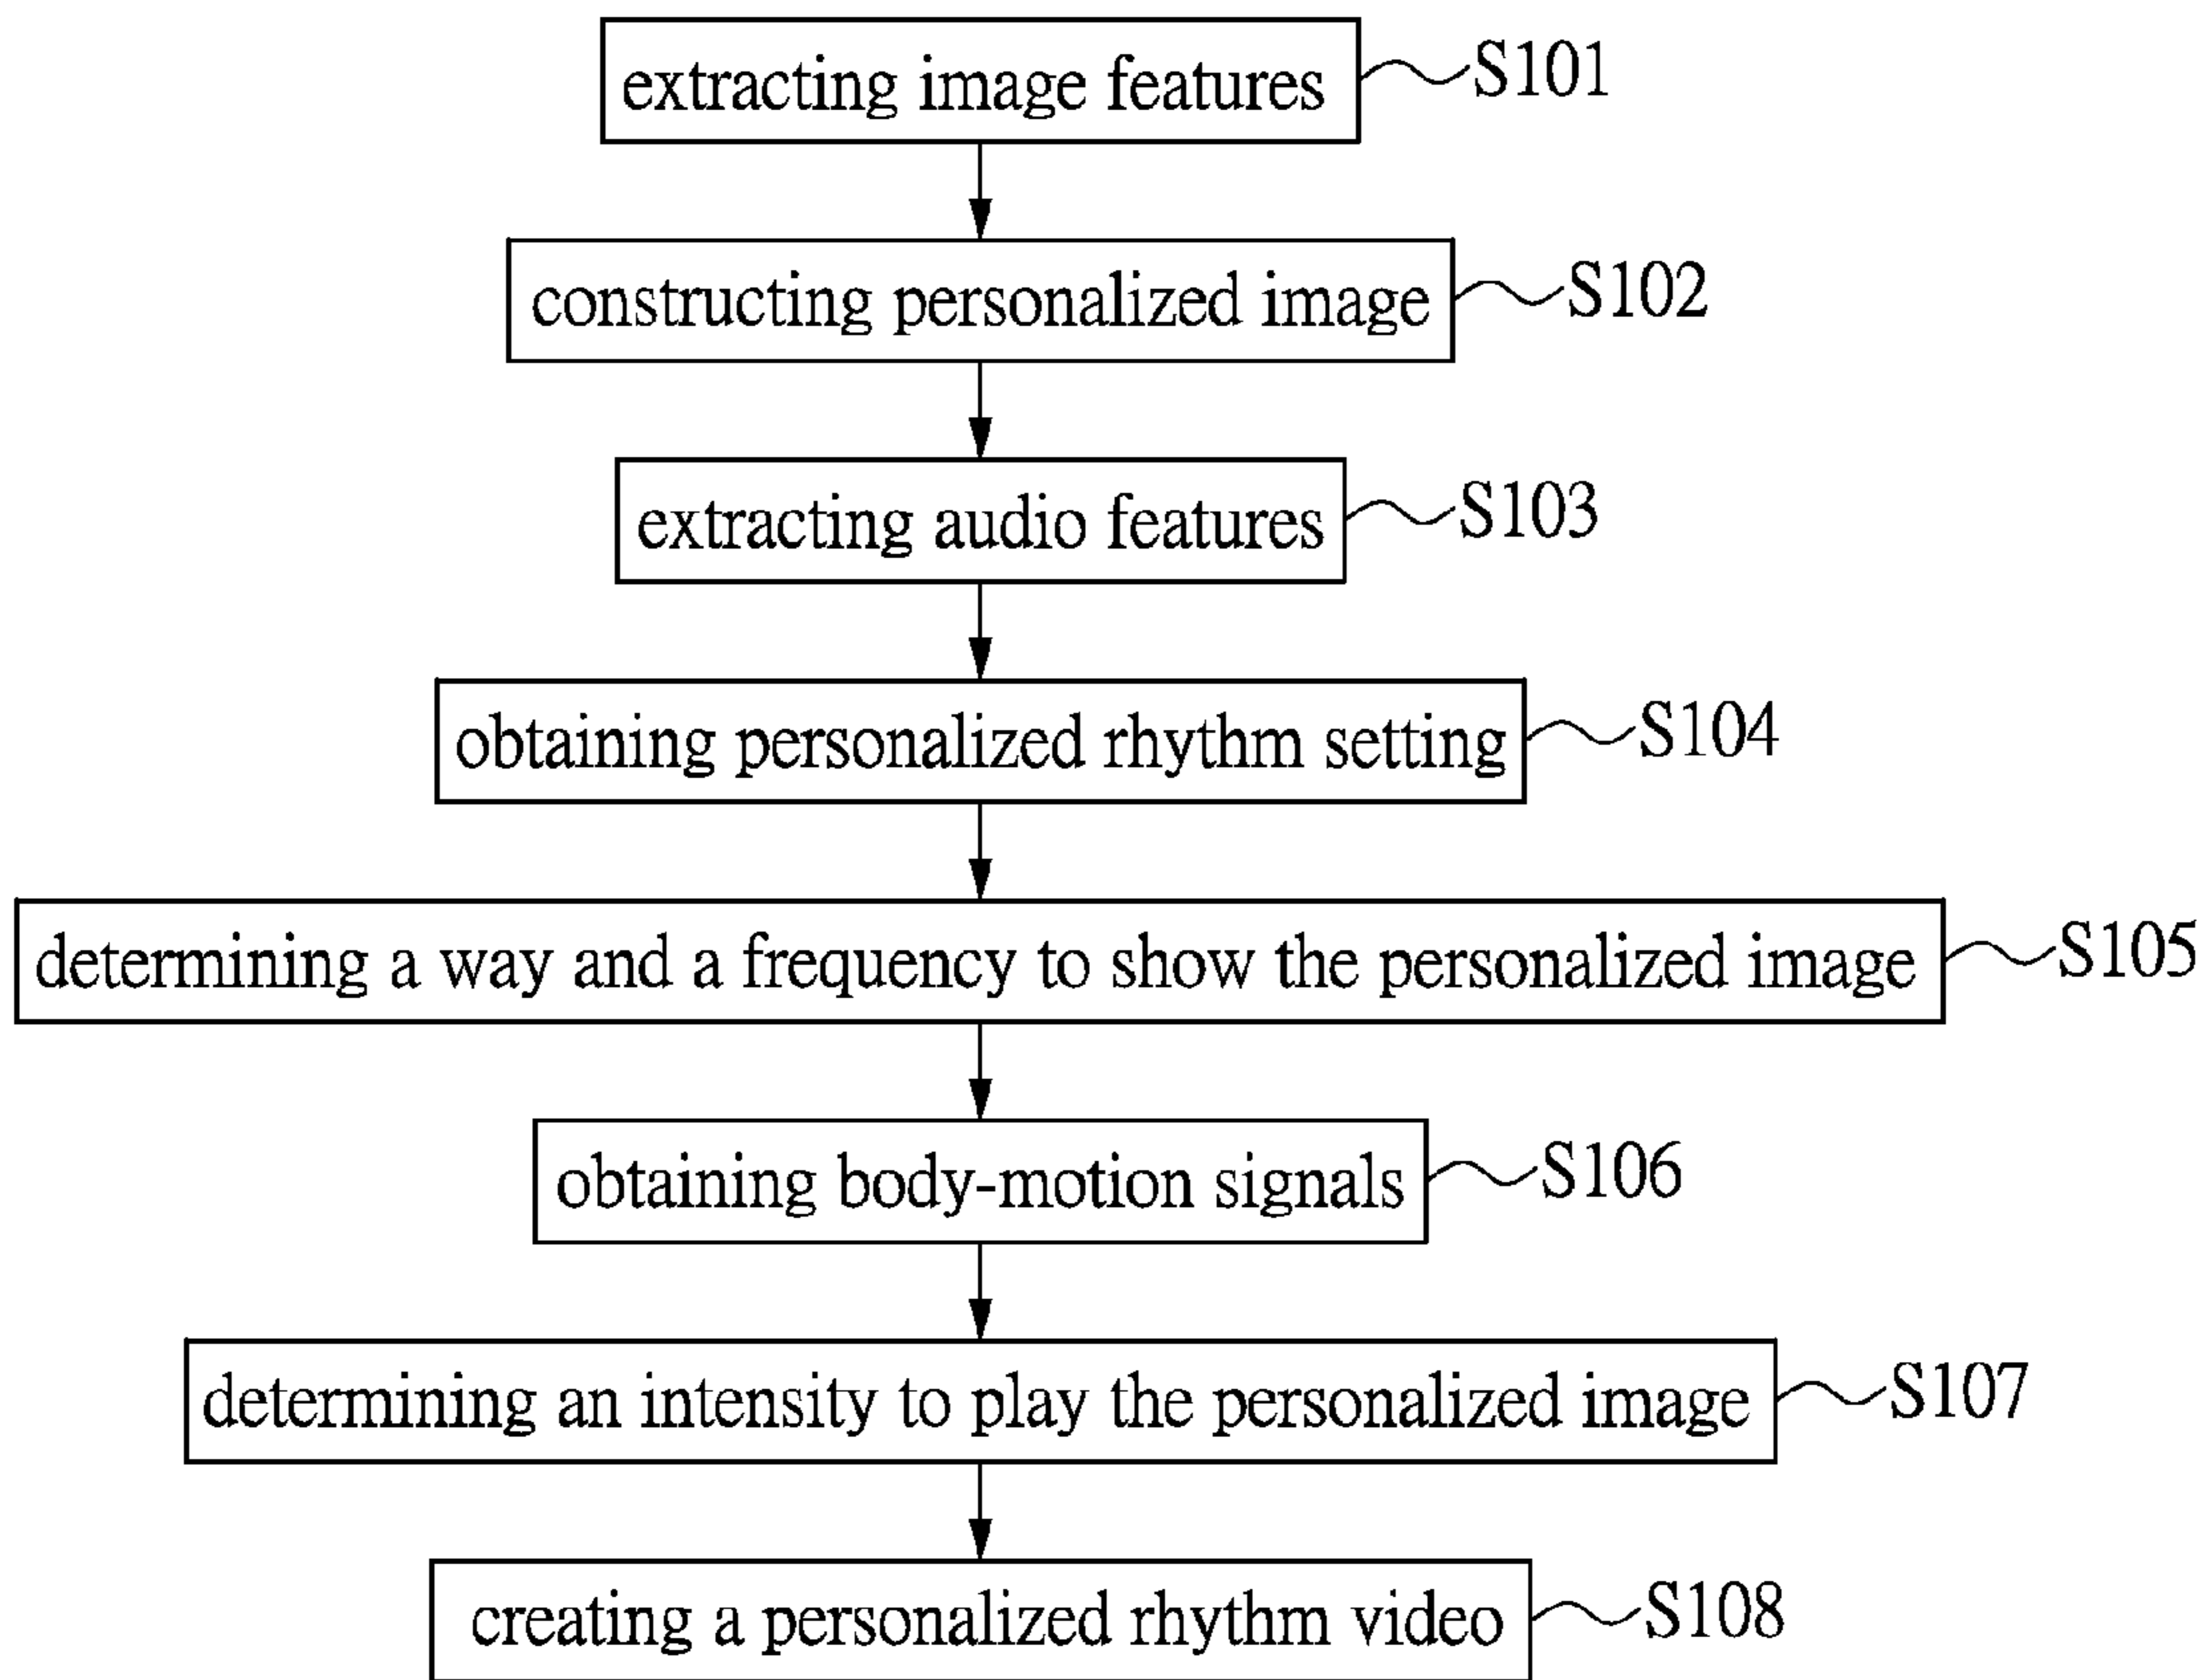 extracting image features S101
constructing personalized image S102
extracting audio features S103
obtaining personalized rhythm setting S104
determining a way and a frequency to show the personalized image S105
obtaining body-motion signals S106
determining an intensity to play the personalized image S107
creating a personalized rhythm video S108